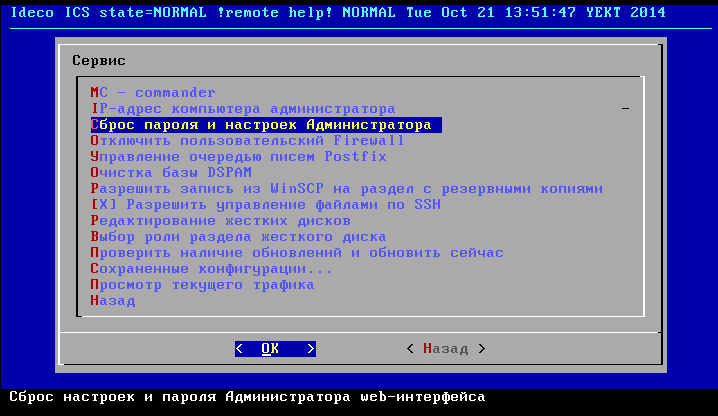 Ideco ICS state=NORMAL !remote help! NORMAL Tue Oct 21 13:51:47 YEKT 2014
Сервис
MC - commander
IP-адрес компьютера администратора
Сброс пароля и настроек Администратора
Отключить пользовательский Firewall
Управление очередью писем Postfix
Очистка базы DSPAM
Разрешить запись из WinSCP на раздел с резервными копиями
[X] Разрешить управление файлами по SSH
Редактирование жестких дисков
Выбор роли раздела жесткого диска
Проверить наличие обновлений и обновить сейчас
Сохраненные конфигурации...
Просмотр текущего трафика
Назад
< OK > < Назад >
Сброс настроек и пароля Администратора web-интерфейса